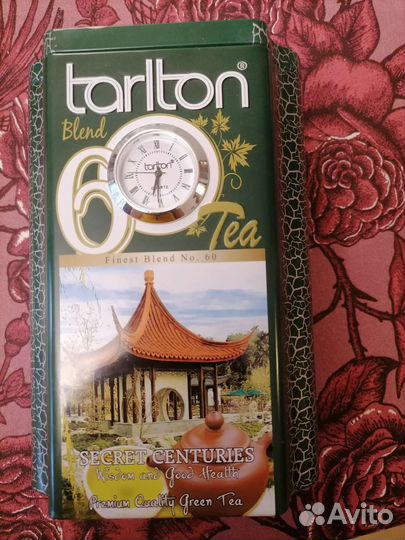 tarlton®
Blend
60
tarlton
QUARTZ
Tea
Finest Blend No. 60
SECRET CENTURIES
Wisdom and Good Health
Premium Quality Green Tea
Avito